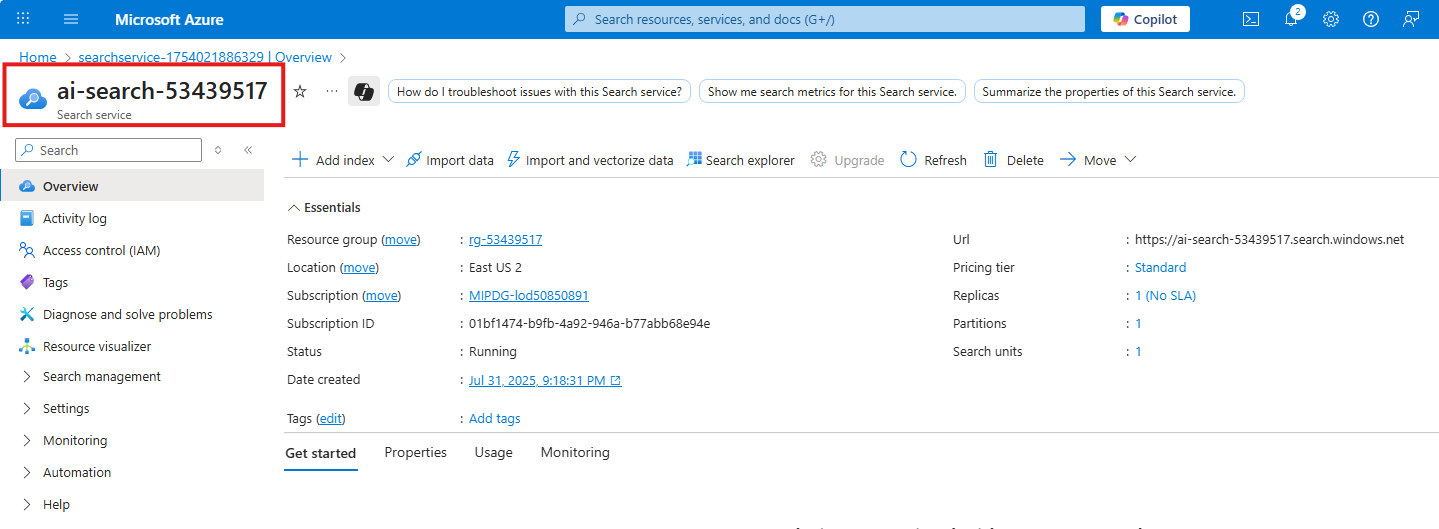 Microsoft Azure
Search resources, services, and docs (G+/)
Copilot
2
Home > searchservice-1754021886329 | Overview >
ai-search-53439517
Search service
How do I troubleshoot issues with this Search service?
Show me search metrics for this Search service.
Summarize the properties of this Search service.
Search
Add index
Import data
Import and vectorize data
Search explorer
Upgrade
Refresh
Delete
Move
Overview
Activity log
Access control (IAM)
Tags
Diagnose and solve problems
Resource visualizer
Search management
Settings
Monitoring
Automation
Help
Essentials
Resource group (move) : rg-53439517
Location (move) : East US 2
Subscription (move) : MIPDG-lod50850891
Subscription ID : 01bf1474-b9fb-4a92-946a-b77abb68e94e
Status : Running
Date created : Jul 31, 2025, 9:18:31 PM
Tags (edit) : Add tags
Url : https://ai-search-53439517.search.windows.net
Pricing tier : Standard
Replicas : 1 (No SLA)
Partitions : 1
Search units : 1
Get started
Properties
Usage
Monitoring